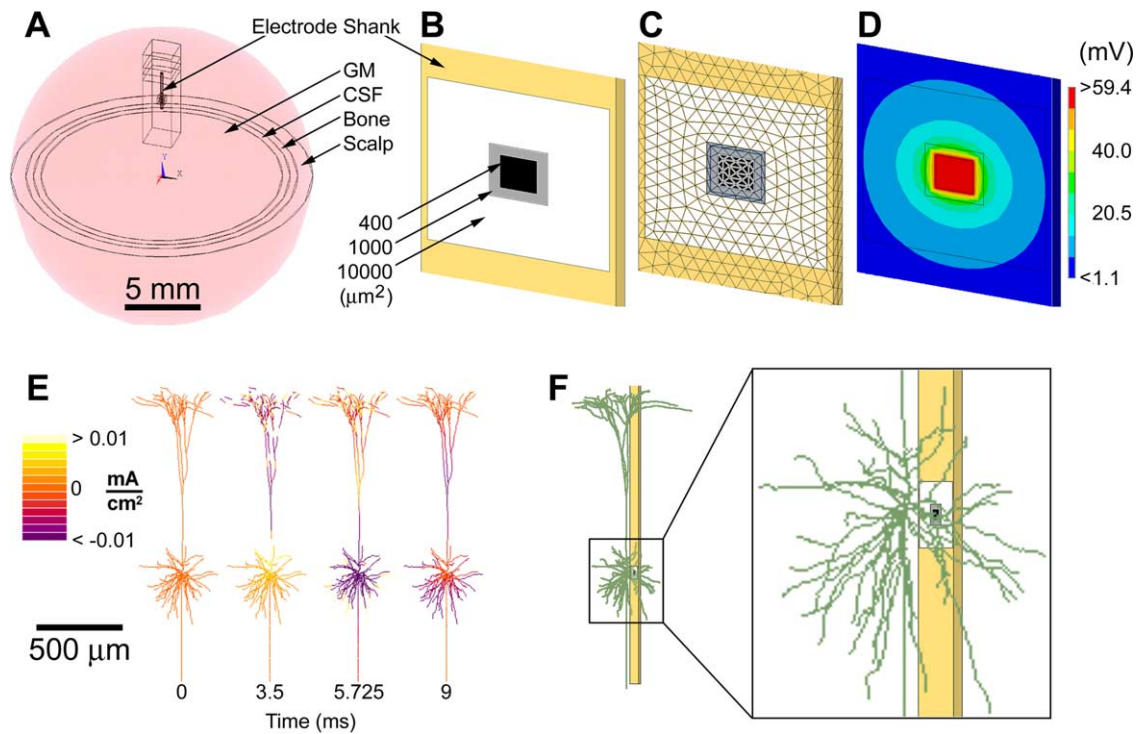 A
Electrode Shank
GM
CSF
Bone
Scalp
5 mm
B
400
1000
10000
(μm²)
C
D
(mV)
>59.4
40.0
20.5
<1.1
E
> 0.01
0 mA/cm²
< -0.01
500 μm
0 3.5 5.725 9
Time (ms)
F